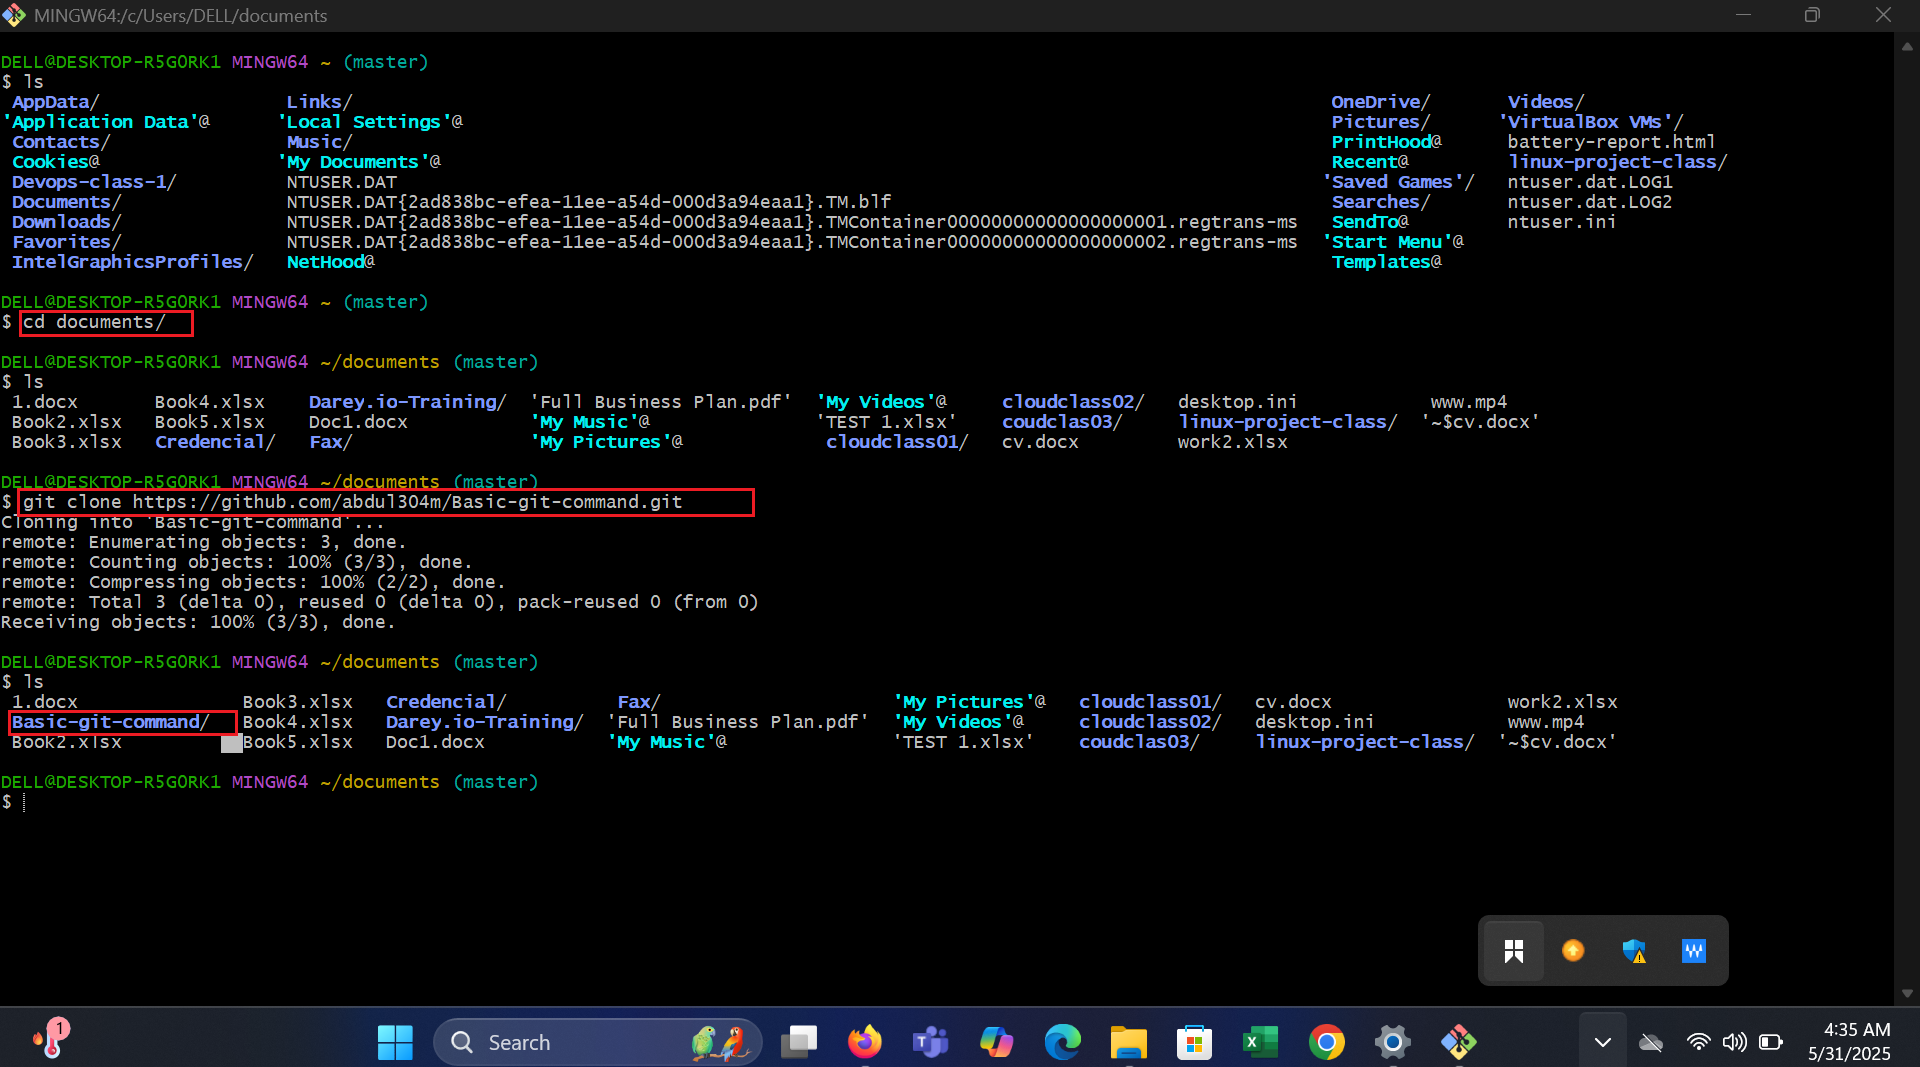 MINGW64:/c/Users/DELL/documents
DELL@DESKTOP-R5G0RK1 MINGW64 ~ (master)
$ ls
AppData/ Links/ OneDrive/ Videos/
'Application Data'@ 'Local Settings'@ Pictures/ 'VirtualBox VMs'/
Contacts/ Music/ PrintHood@ battery-report.html
Cookies@ 'My Documents'@ Recent@ linux-project-class/
Devops-class-1/ NTUSER.DAT 'Saved Games'/ ntuser.dat.LOG1
Documents/ NTUSER.DAT{2ad838bc-efea-11ee-a54d-000d3a94eaa1}.TM.blf Searches/ ntuser.dat.LOG2
Downloads/ NTUSER.DAT{2ad838bc-efea-11ee-a54d-000d3a94eaa1}.TMContainer00000000000000000001.regtrans-ms SendTo@ ntuser.ini
Favorites/ NTUSER.DAT{2ad838bc-efea-11ee-a54d-000d3a94eaa1}.TMContainer00000000000000000002.regtrans-ms 'Start Menu'@
IntelGraphicsProfiles/ NetHood@ Templates@
DELL@DESKTOP-R5G0RK1 MINGW64 ~ (master)
$ cd documents/
DELL@DESKTOP-R5G0RK1 MINGW64 ~/documents (master)
$ ls
1.docx Book4.xlsx Darey.io-Training/ 'Full Business Plan.pdf' 'My Videos'@ cloudclass02/ desktop.ini www.mp4
Book2.xlsx Book5.xlsx Doc1.docx 'My Music'@ 'TEST 1.xlsx' coudclas03/ linux-project-class/ '~$cv.docx'
Book3.xlsx Credencial/ Fax/ 'My Pictures'@ cloudclass01/ cv.docx work2.xlsx
DELL@DESKTOP-R5G0RK1 MINGW64 ~/documents (master)
$ git clone https://github.com/abdul304m/Basic-git-command.git
Cloning into 'Basic-git-command'...
remote: Enumerating objects: 3, done.
remote: Counting objects: 100% (3/3), done.
remote: Compressing objects: 100% (2/2), done.
remote: Total 3 (delta 0), reused 0 (delta 0), pack-reused 0 (from 0)
Receiving objects: 100% (3/3), done.
DELL@DESKTOP-R5G0RK1 MINGW64 ~/documents (master)
$ ls
1.docx Book3.xlsx Credencial/ Fax/ 'My Pictures'@ cloudclass01/ cv.docx work2.xlsx
Basic-git-command/ Book4.xlsx Darey.io-Training/ 'Full Business Plan.pdf' 'My Videos'@ cloudclass02/ desktop.ini www.mp4
Book2.xlsx Book5.xlsx Doc1.docx 'My Music'@ 'TEST 1.xlsx' coudclas03/ linux-project-class/ '~$cv.docx'
DELL@DESKTOP-R5G0RK1 MINGW64 ~/documents (master)
$
1
Search
4:35 AM
5/31/2025